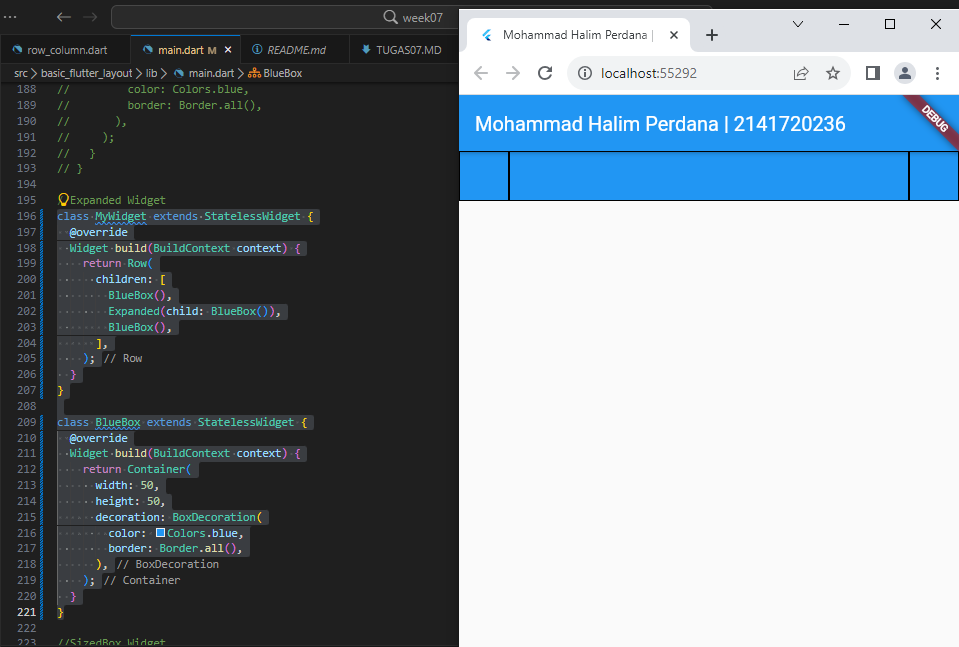 week07
row_column.dart
main.dart M
README.md
TUGAS07.MD
src > basic_flutter_layout > lib > main.dart > BlueBox
188 // color: Colors.blue,
189 // border: Border.all(),
190 // ),
191 // );
192 // }
193 // }
194
195 Expanded Widget
196 class MyWidget extends StatelessWidget {
197 @override
198 Widget build(BuildContext context) {
199 return Row(
200 children: [
201 BlueBox(),
202 Expanded(child: BlueBox()),
203 BlueBox(),
204 ],
205 ); // Row
206 }
207 }
208
209 class BlueBox extends StatelessWidget {
210 @override
211 Widget build(BuildContext context) {
212 return Container(
213 width: 50,
214 height: 50,
215 decoration: BoxDecoration(
216 color: Colors.blue,
217 border: Border.all(),
218 ), // BoxDecoration
219 ); // Container
220 }
221 }
222
223 //SizedBox Widget
Mohammad Halim Perdana |
localhost:55292
Mohammad Halim Perdana | 2141720236
DEBUG